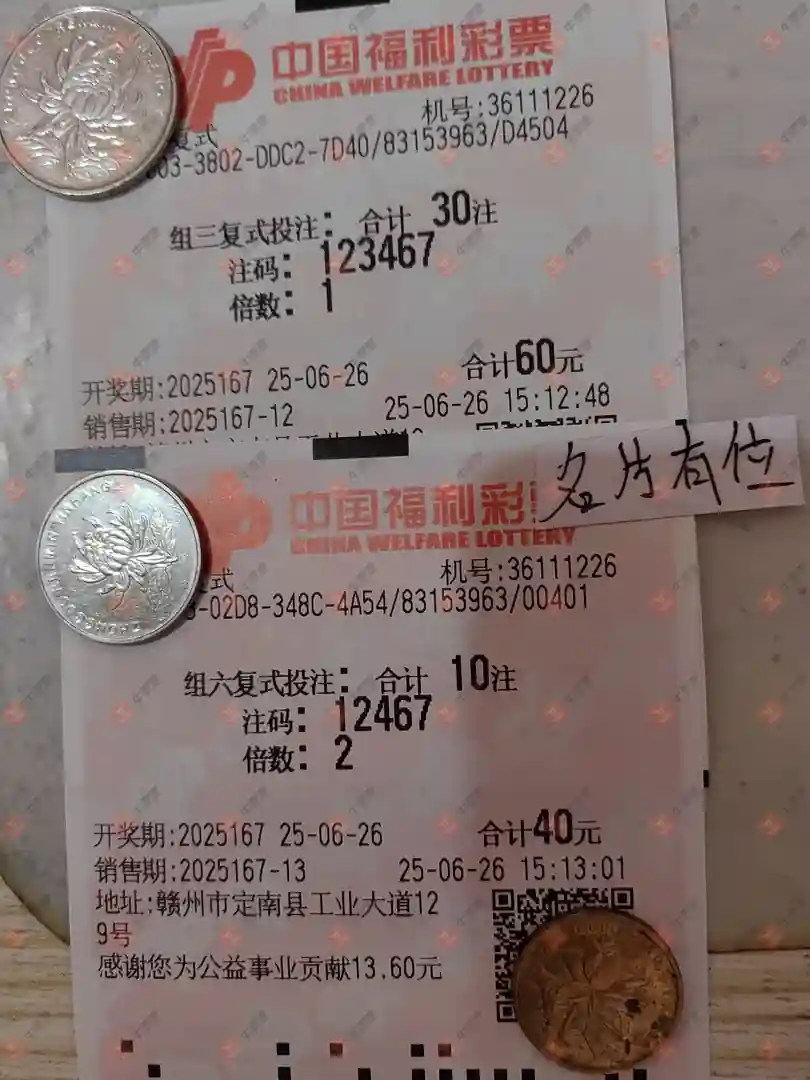 中国福利彩票
CHINA WELFARE LOTTERY
机号:36111226
复式
03-3802-DDC2-7D40/83153963/D4504
组三复式投注: 合计 30注
注码: 123467
倍数: 1
合计60元
开奖期:2025167 25-06-26
销售期:2025167-12 25-06-26 15:12:48
名片有位
中国福利彩
CHINA WELFARE LOTTERY
机号:36111226
式
-02D8-348C-4A54/83153963/00401
组六复式投注: 合计 10注
注码: 12467
倍数: 2
开奖期:2025167 25-06-26 合计40元
销售期:2025167-13 25-06-26 15:13:01
地址:赣州市定南县工业大道12
9号
感谢您为公益事业贡献13.60元